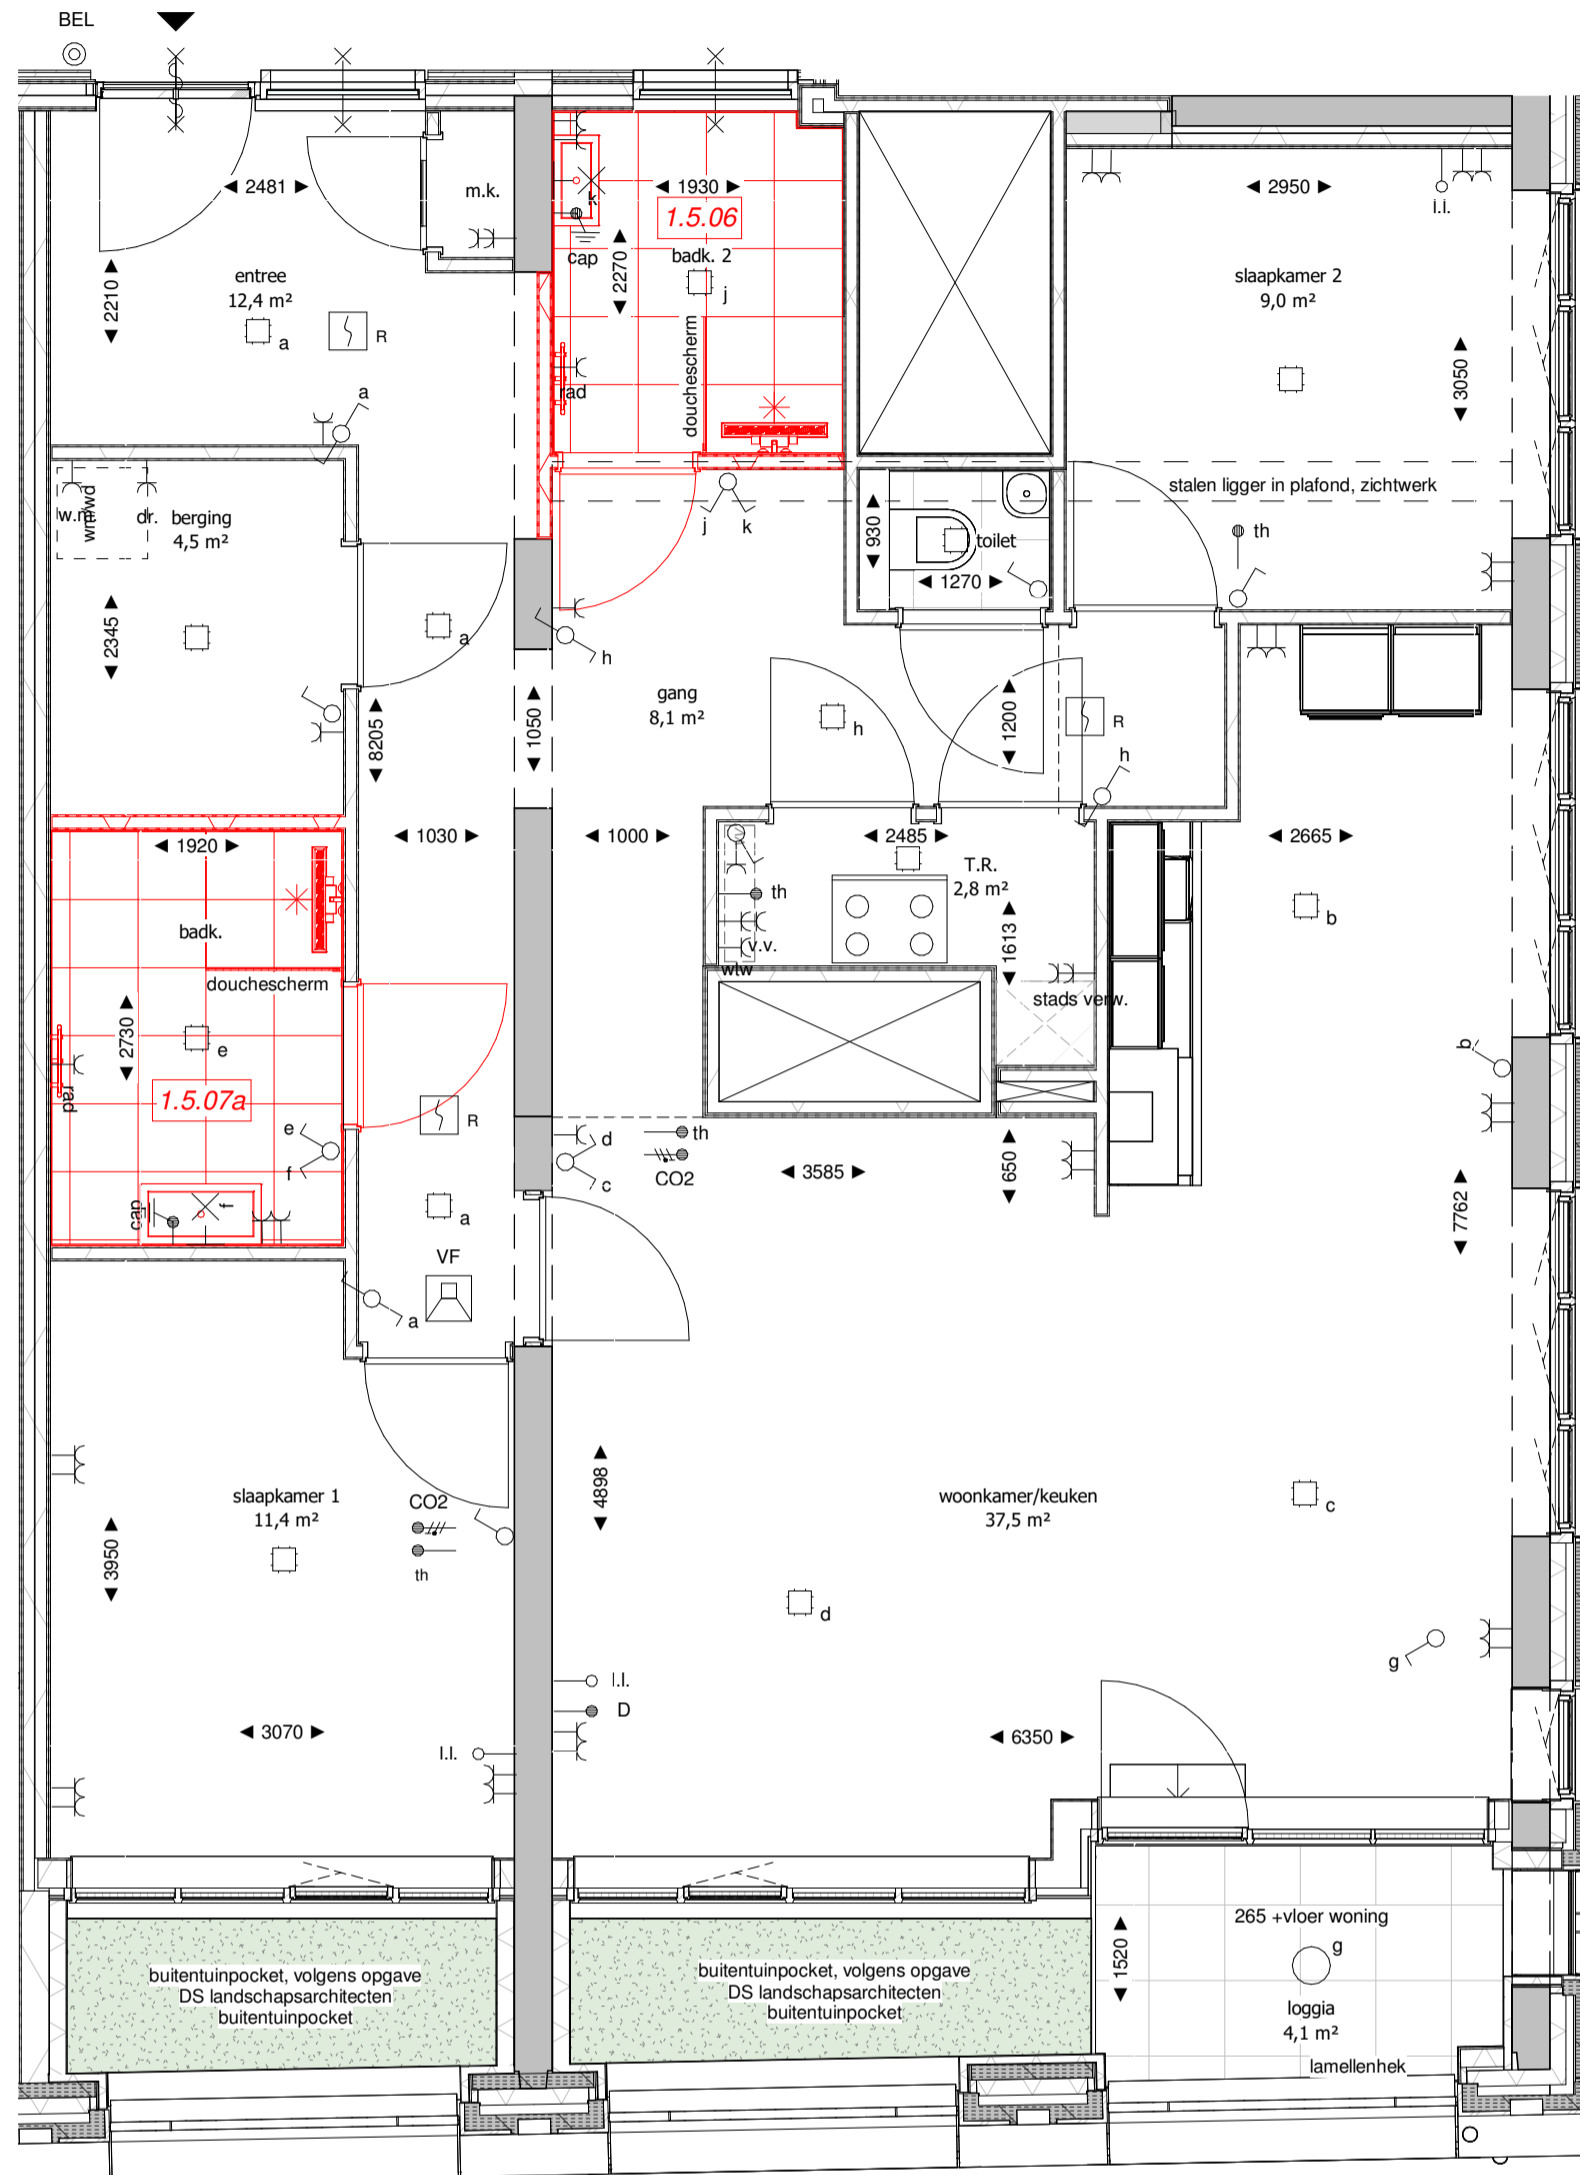 BEL
2481
m.k.
1930
1.5.06
badk. 2
j
k
cap
2270
douchescherm
rad
2950
i.i.
slaapkamer 2
9,0 m²
3050
entree
12,4 m²
2210
a
R
a
stalen ligger in plafond, zichtwerk
w.m.
wm/wd
dr.
berging
4,5 m²
j
k
930
toilet
1270
th
2345
a
h
gang
8,1 m²
h
1200
R
h
8205
1050
1920
1030
1000
2485
T.R.
2,8 m²
2665
b
badk.
th
v.v.
wlw
1613
stads verw.
douchescherm
2730
e
rad
1.5.07a
e
f
R
b
d
c
th
CO2
3585
650
7762
cap
f
a
VF
a
4898
slaapkamer 1
11,4 m²
CO2
th
3950
woonkamer/keuken
37,5 m²
c
d
g
l.l.
D
3070
l.l.
6350
265 +vloer woning
g
1520
loggia
4,1 m²
lamellenhek
buitentuinpocket, volgens opgave
DS landschapsarchitecten
buitentuinpocket
buitentuinpocket, volgens opgave
DS landschapsarchitecten
buitentuinpocket